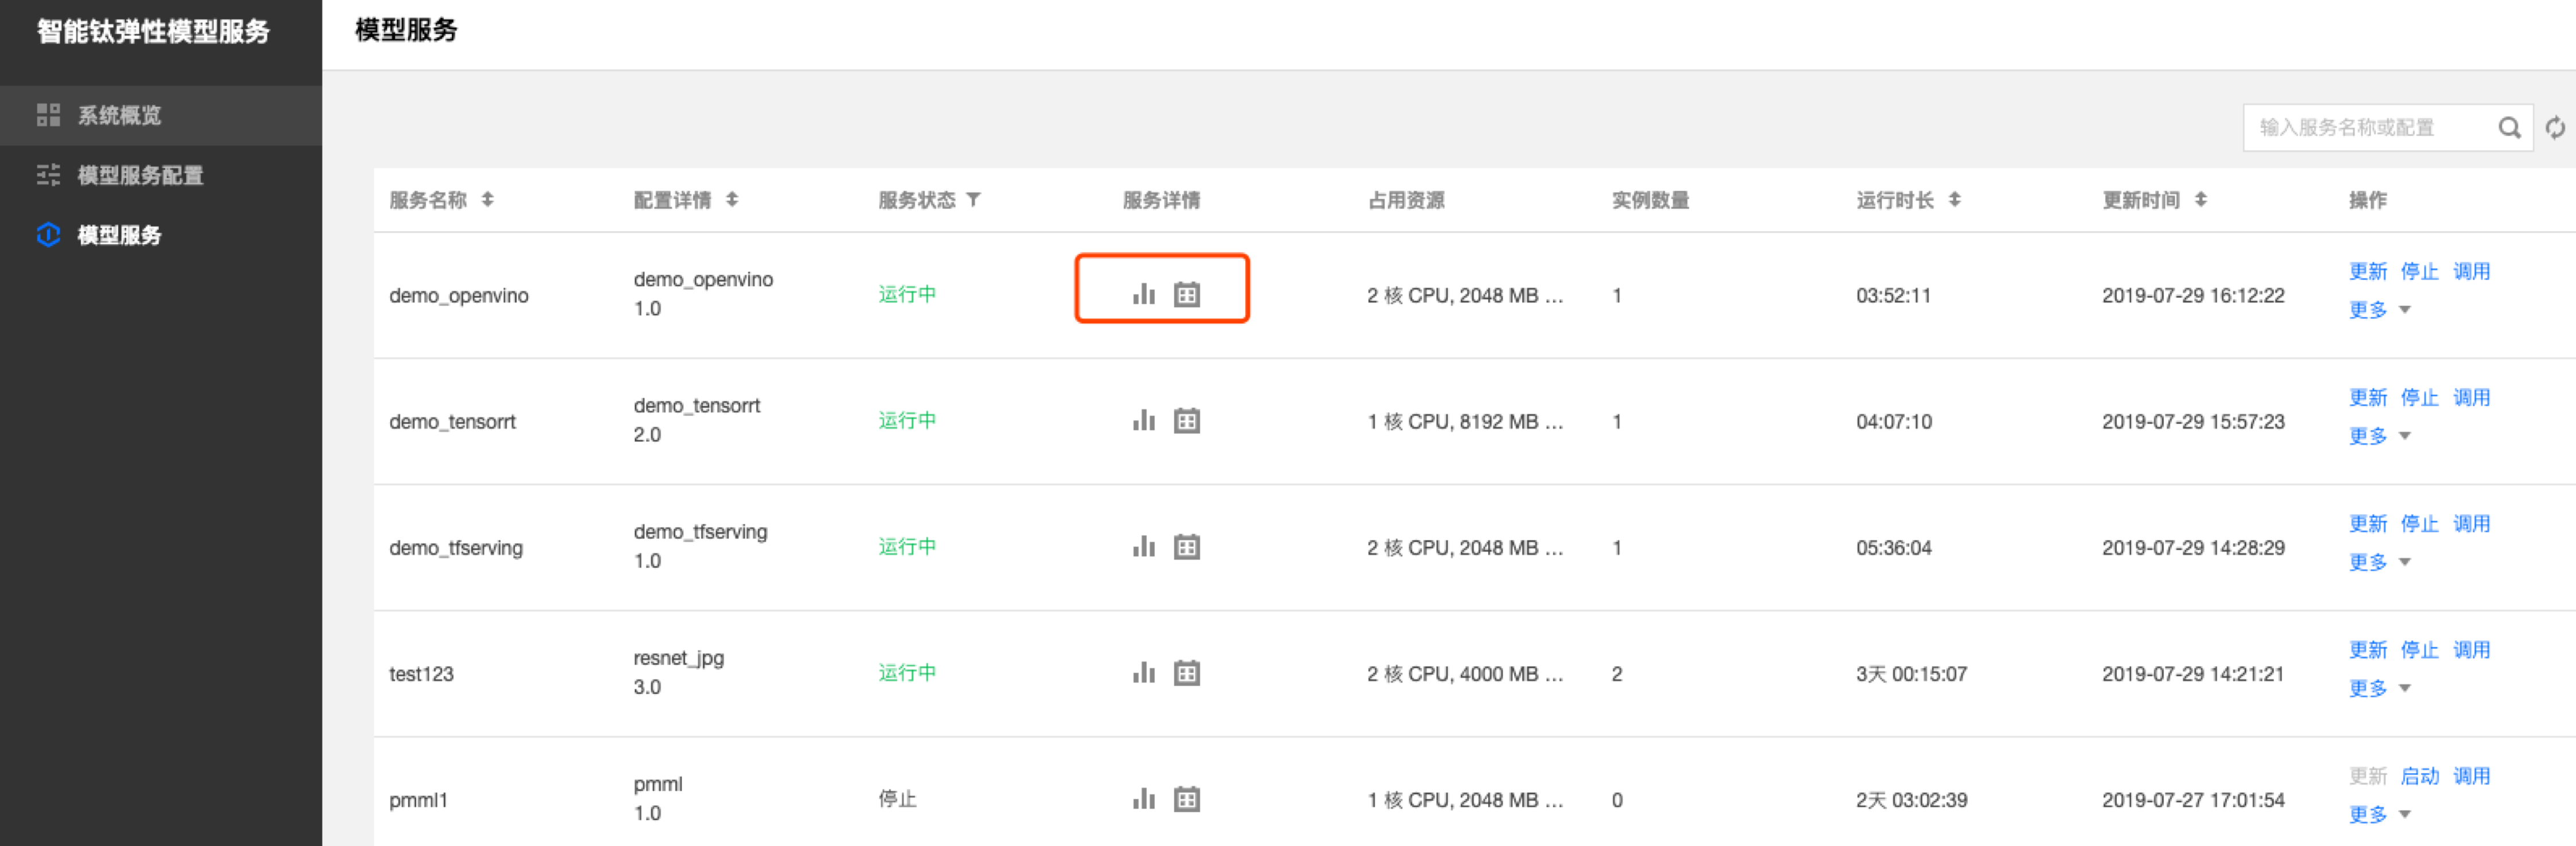 智能钛弹性模型服务
系统概览
模型服务配置
模型服务
模型服务
输入服务名称或配置
服务名称 配置详情 服务状态 服务详情 占用资源 实例数量 运行时长 更新时间 操作
demo_openvino demo_openvino 1.0 运行中 2 核 CPU, 2048 MB ... 1 03:52:11 2019-07-29 16:12:22 更新 停止 调用 更多
demo_tensorrt demo_tensorrt 2.0 运行中 1 核 CPU, 8192 MB ... 1 04:07:10 2019-07-29 15:57:23 更新 停止 调用 更多
demo_tfserving demo_tfserving 1.0 运行中 2 核 CPU, 2048 MB ... 1 05:36:04 2019-07-29 14:28:29 更新 停止 调用 更多
test123 resnet_jpg 3.0 运行中 2 核 CPU, 4000 MB ... 2 3天 00:15:07 2019-07-29 14:21:21 更新 停止 调用 更多
pmml1 pmml 1.0 停止 1 核 CPU, 2048 MB ... 0 2天 03:02:39 2019-07-27 17:01:54 更新 启动 调用 更多